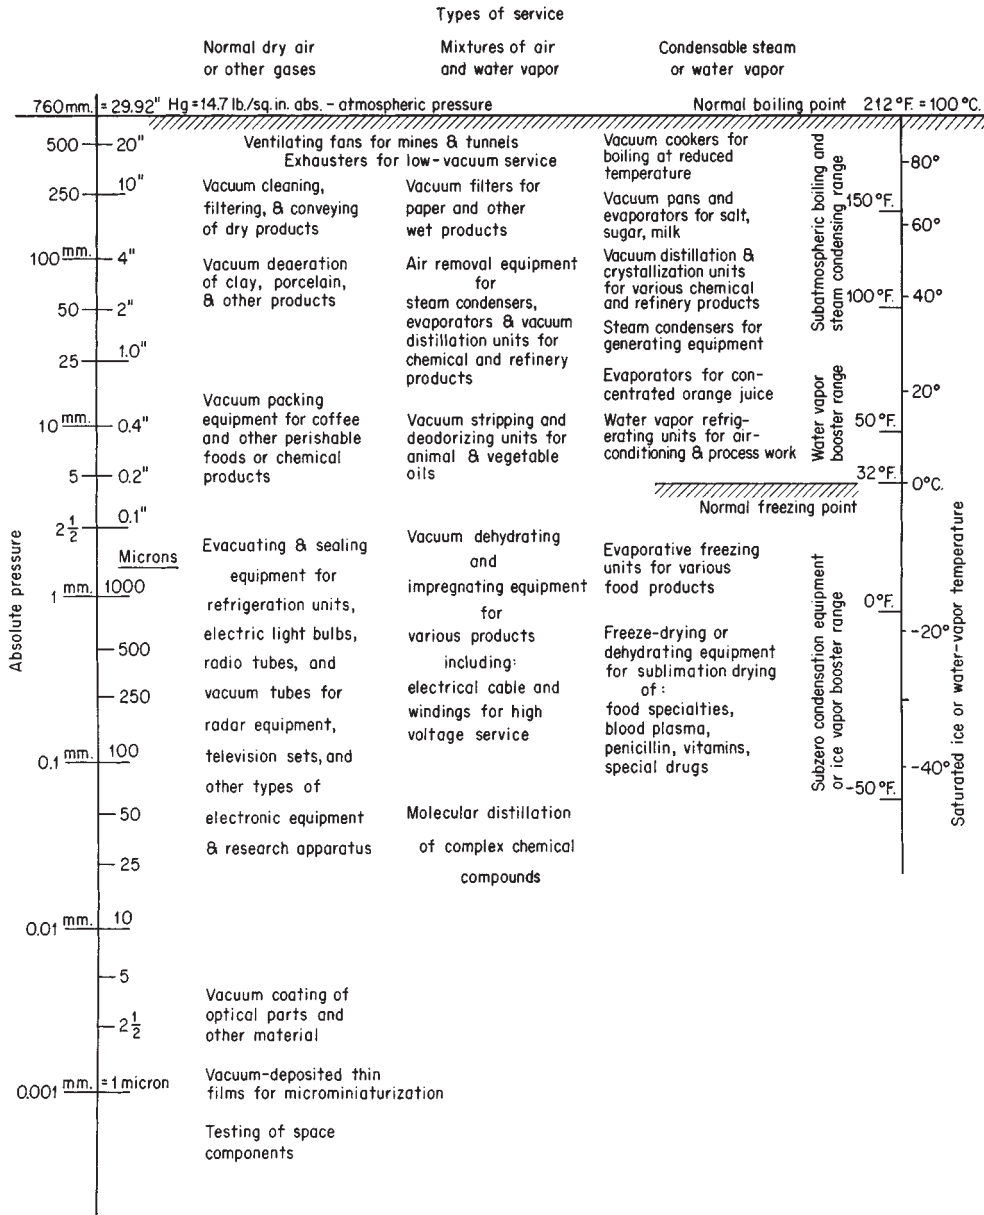 Types of service
Normal dry air
or other gases
Mixtures of air
and water vapor
Condensable steam
or water vapor
760 mm. = 29.92" Hg = 14.7 lb./sq. in. abs. – atmospheric pressure
Normal boiling point 212 °F. = 100 °C.
Absolute pressure
500 20"
250 10"
100 mm. 4"
50 2"
25 1.0"
10 mm. 0.4"
5 0.2"
2 1/2 0.1"
Microns
1 mm. 1000
500
250
0.1 mm. 100
50
25
0.01 mm. 10
5
2 1/2
0.001 mm. = 1 micron
Ventilating fans for mines & tunnels
Exhausters for low-vacuum service
Vacuum cleaning,
filtering, & conveying
of dry products
Vacuum deaeration
of clay, porcelain,
& other products
Vacuum packing
equipment for coffee
and other perishable
foods or chemical
products
Evacuating & sealing
equipment for
refrigeration units,
electric light bulbs,
radio tubes, and
vacuum tubes for
radar equipment,
television sets, and
other types of
electronic equipment
& research apparatus
Vacuum coating of
optical parts and
other material
Vacuum-deposited thin
films for microminiaturization
Testing of space
components
Vacuum filters for
paper and other
wet products
Air removal equipment
for
steam condensers,
evaporators & vacuum
distillation units for
chemical and refinery
products
Vacuum stripping and
deodorizing units for
animal & vegetable
oils
Vacuum dehydrating
and
impregnating equipment
for
various products
including:
electrical cable and
windings for high
voltage service
Molecular distillation
of complex chemical
compounds
Vacuum cookers for
boiling at reduced
temperature
Vacuum pans and
evaporators for salt,
sugar, milk
Vacuum distillation &
crystallization units
for various chemical
and refinery products
Steam condensers for
generating equipment
Evaporators for con-
centrated orange juice
Water vapor refrig-
erating units for air-
conditioning & process work
Normal freezing point
Evaporative freezing
units for various
food products
Freeze-drying or
dehydrating equipment
for sublimation drying
of:
food specialties,
blood plasma,
penicillin, vitamins,
special drugs
Subatmospheric boiling and
steam condensing range
Water vapor
booster range
Subzero condensation equipment
or ice vapor booster range
150 °F.
100 °F.
50 °F.
32 °F.
0 °F.
-50 °F.
80°
60°
40°
20°
0°C.
-20°
-40°
Saturated ice or water-vapor temperature